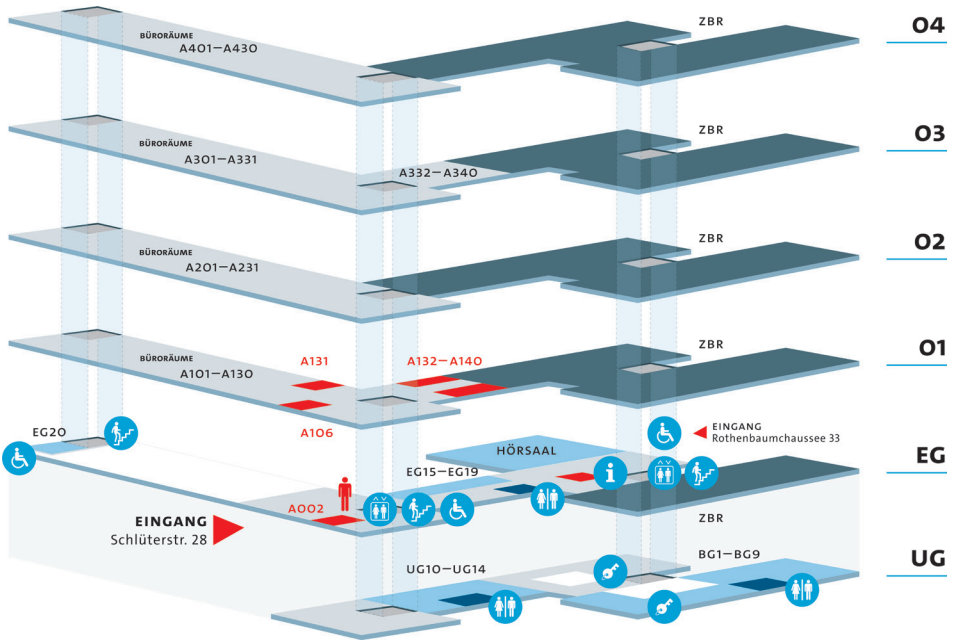 ZBR
O4
BÜRORÄUME
A401–A430
ZBR
O3
BÜRORÄUME
A301–A331
A332–A340
ZBR
O2
BÜRORÄUME
A201–A231
ZBR
O1
BÜRORÄUME
A101–A130
A131
A132–A140
A106
EG20
EINGANG
Rothenbaumchaussee 33
HÖRSAAL
EG
EG15–EG19
i
A002
EINGANG
Schlüterstr. 28
ZBR
UG
BG1–BG9
UG10–UG14